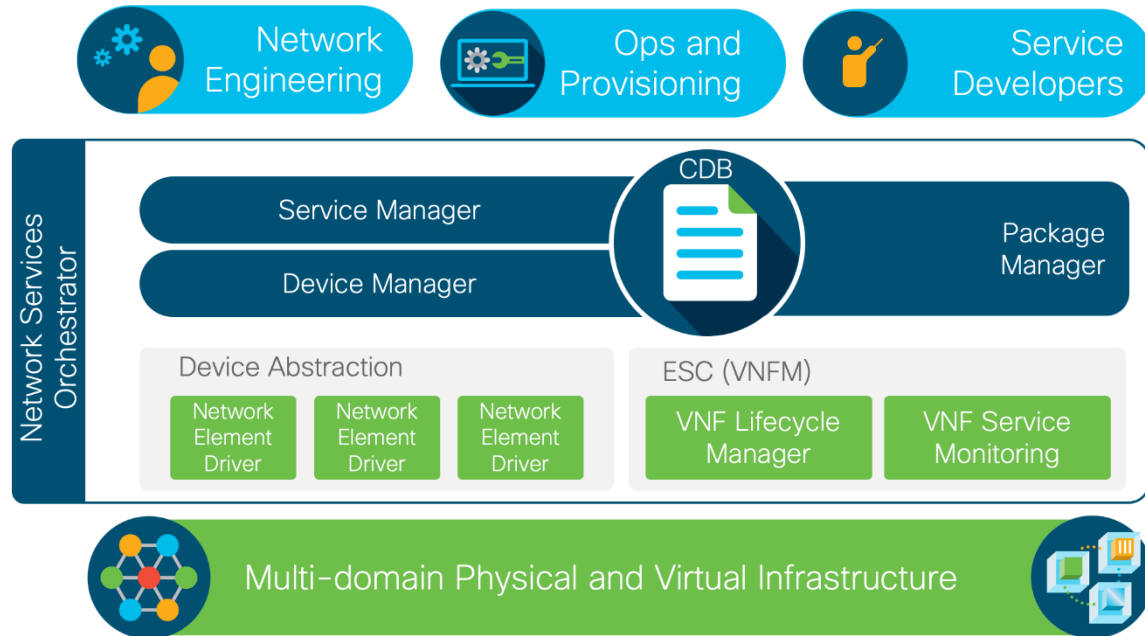 Network
Engineering
Ops and
Provisioning
Service
Developers
Network Services
Orchestrator
CDB
Service Manager
Device Manager
Package
Manager
Device Abstraction
Network
Element
Driver
Network
Element
Driver
Network
Element
Driver
ESC (VNFM)
VNF Lifecycle
Manager
VNF Service
Monitoring
Multi-domain Physical and Virtual Infrastructure